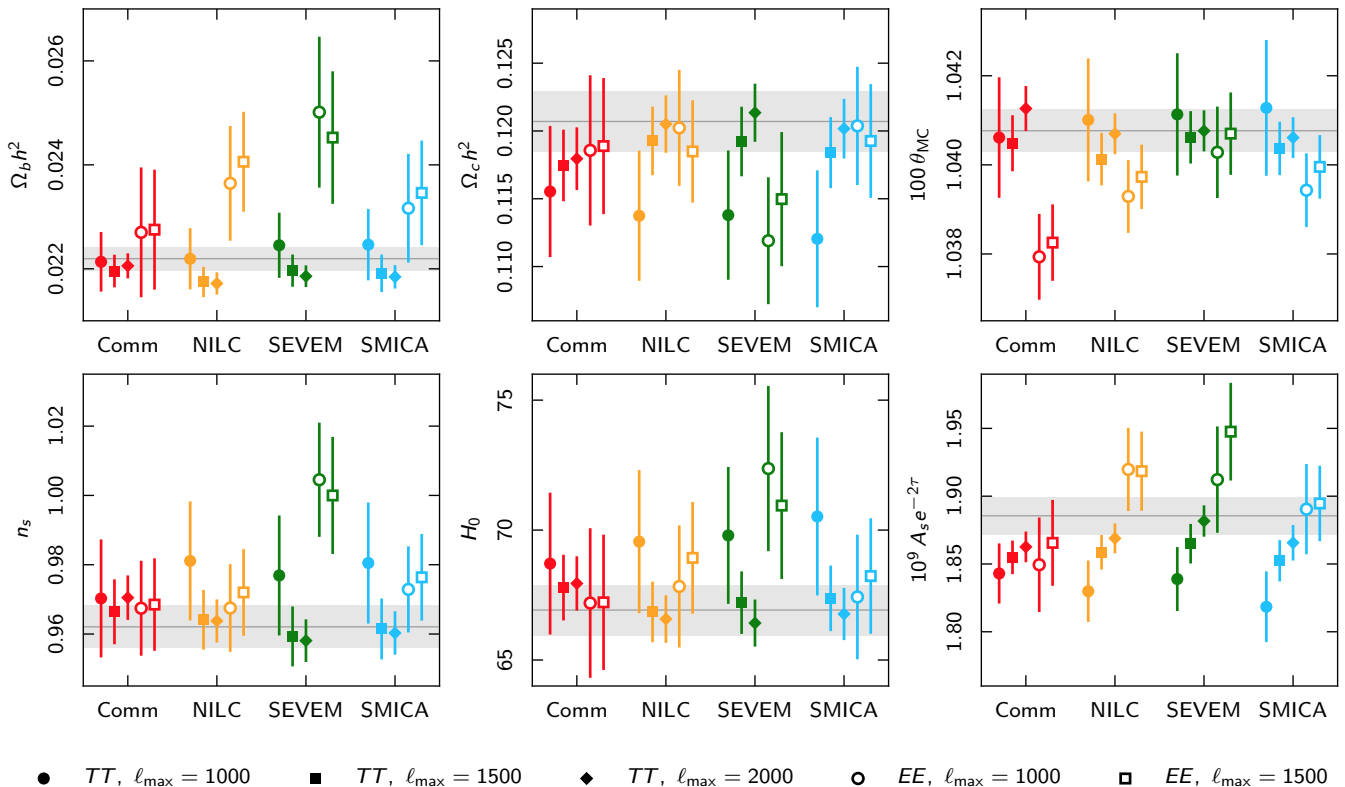 0.022 0.024 0.026
Ω_b h²
Comm NILC SEVEM SMICA
0.110 0.115 0.120 0.125
Ω_c h²
Comm NILC SEVEM SMICA
1.038 1.040 1.042
100 θ_MC
Comm NILC SEVEM SMICA
0.96 0.98 1.00 1.02
n_s
Comm NILC SEVEM SMICA
65 70 75
H_0
Comm NILC SEVEM SMICA
1.80 1.85 1.90 1.95
10⁹ A_s e^{−2τ}
Comm NILC SEVEM SMICA
TT, ℓ_max = 1000 TT, ℓ_max = 1500 TT, ℓ_max = 2000 EE, ℓ_max = 1000 EE, ℓ_max = 1500